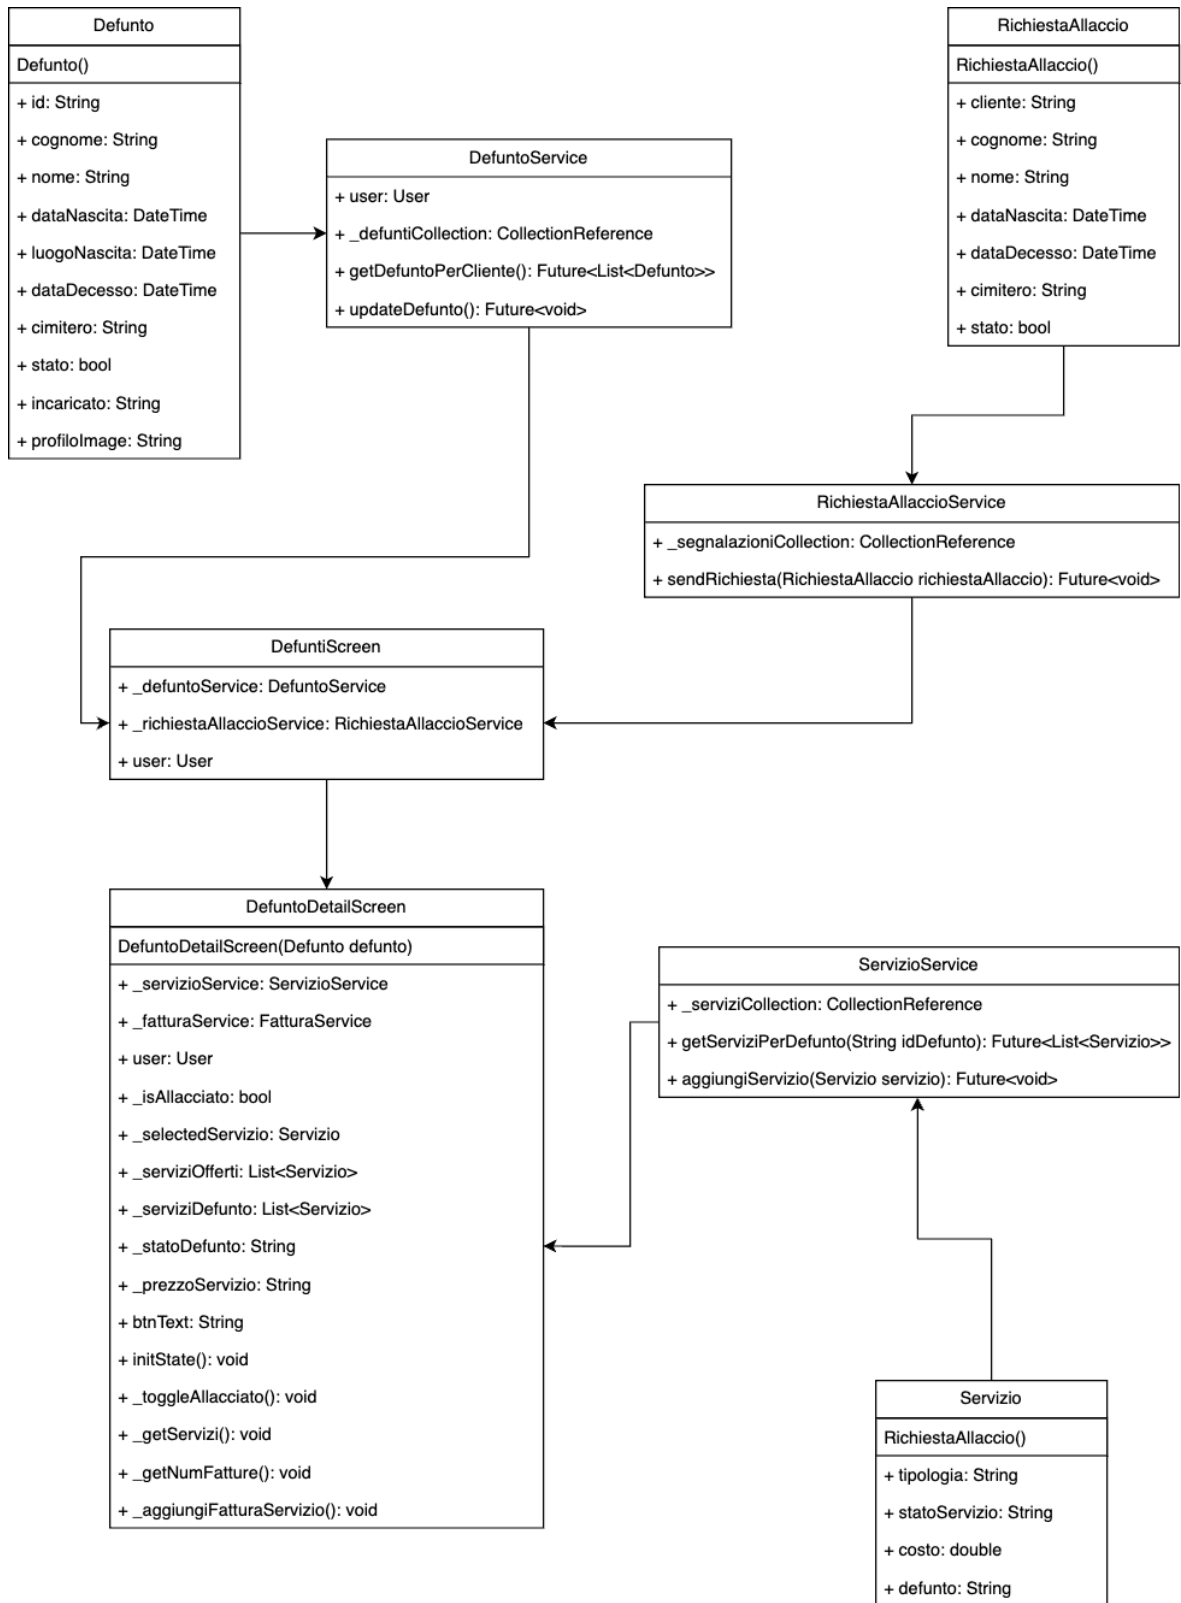 Defunto
Defunto()
+ id: String
+ cognome: String
+ nome: String
+ dataNascita: DateTime
+ luogoNascita: DateTime
+ dataDecesso: DateTime
+ cimitero: String
+ stato: bool
+ incaricato: String
+ profiloImage: String
DefuntoService
+ user: User
+ _defuntiCollection: CollectionReference
+ getDefuntoPerCliente(): Future<List<Defunto>>
+ updateDefunto(): Future<void>
RichiestaAllaccio
RichiestaAllaccio()
+ cliente: String
+ cognome: String
+ nome: String
+ dataNascita: DateTime
+ dataDecesso: DateTime
+ cimitero: String
+ stato: bool
RichiestaAllaccioService
+ _segnalazioniCollection: CollectionReference
+ sendRichiesta(RichiestaAllaccio richiestaAllaccio): Future<void>
DefuntiScreen
+ _defuntoService: DefuntoService
+ _richiestaAllaccioService: RichiestaAllaccioService
+ user: User
DefuntoDetailScreen
DefuntoDetailScreen(Defunto defunto)
+ _servizioService: ServizioService
+ _fatturaService: FatturaService
+ user: User
+ _isAllacciato: bool
+ _selectedServizio: Servizio
+ _serviziOfferti: List<Servizio>
+ _serviziDefunto: List<Servizio>
+ _statoDefunto: String
+ _prezzoServizio: String
+ btnText: String
+ initState(): void
+ _toggleAllacciato(): void
+ _getServizi(): void
+ _getNumFatture(): void
+ _aggiungiFatturaServizio(): void
ServizioService
+ _serviziCollection: CollectionReference
+ getServiziPerDefunto(String idDefunto): Future<List<Servizio>>
+ aggiungiServizio(Servizio servizio): Future<void>
Servizio
RichiestaAllaccio()
+ tipologia: String
+ statoServizio: String
+ costo: double
+ defunto: String